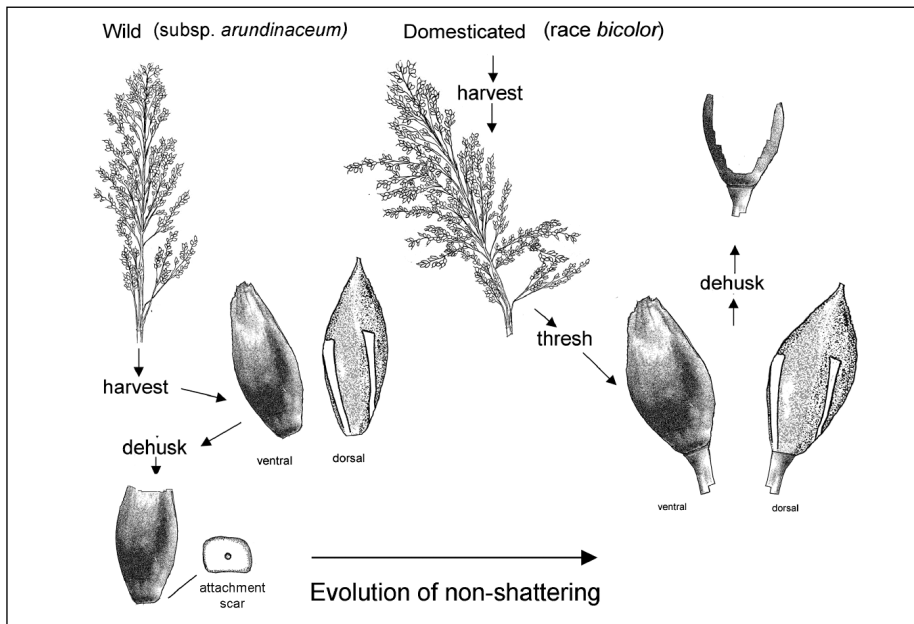 Wild (subsp. arundinaceum)
Domesticated (race bicolor)
harvest
thresh
dehusk
ventral
dorsal
harvest
dehusk
ventral
dorsal
attachment
scar
Evolution of non-shattering